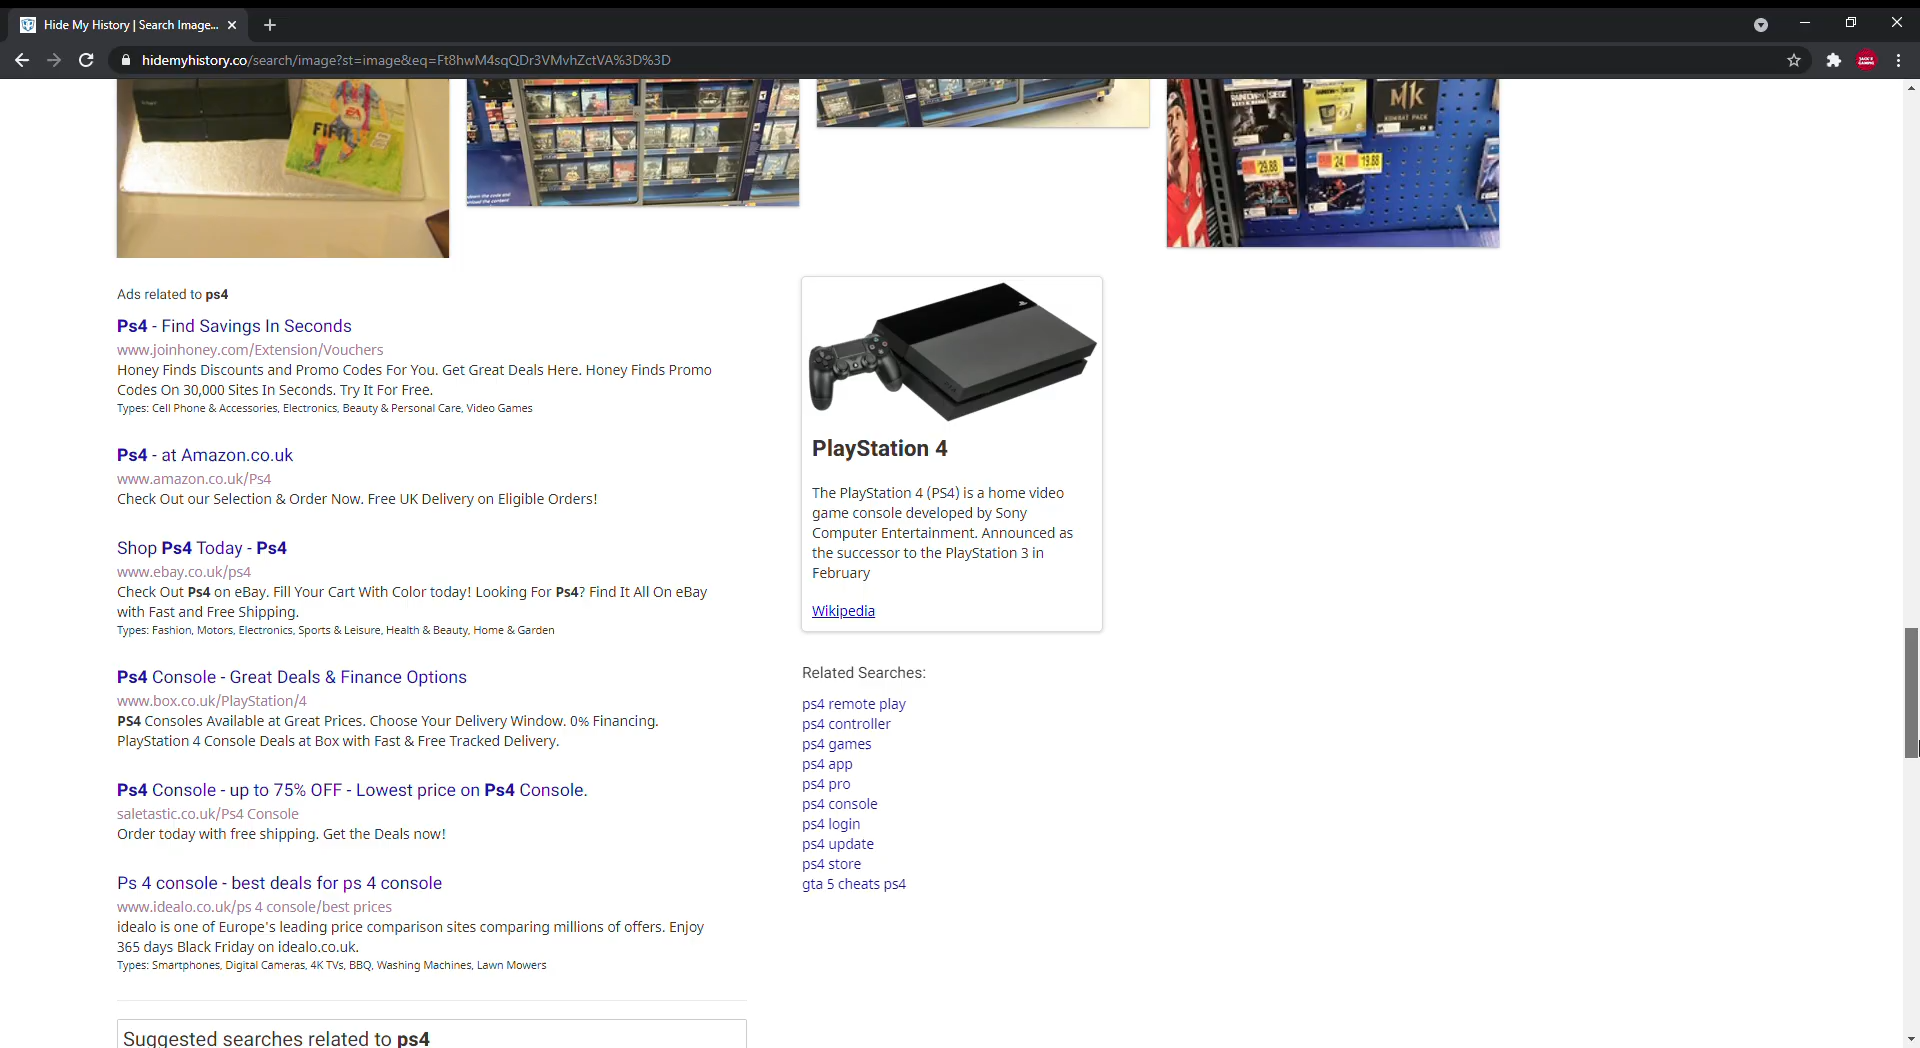 Hide My History | Search Image...
hidemyhistory.co/search/image?st=image&eq=Ft8hwM4sqQDr3VMvhZctVA%3D%3D
FIFA
EA
RAINBOW SIEGE
MK
KOMBAT PACK
29.88
24.
19.88
Ads related to ps4
Ps4 - Find Savings In Seconds
www.joinhoney.com/Extension/Vouchers
Honey Finds Discounts and Promo Codes For You. Get Great Deals Here. Honey Finds Promo
Codes On 30,000 Sites In Seconds. Try It For Free.
Types: Cell Phone & Accessories, Electronics, Beauty & Personal Care, Video Games
Ps4 - at Amazon.co.uk
www.amazon.co.uk/Ps4
Check Out our Selection & Order Now. Free UK Delivery on Eligible Orders!
Shop Ps4 Today - Ps4
www.ebay.co.uk/ps4
Check Out Ps4 on eBay. Fill Your Cart With Color today! Looking For Ps4? Find It All On eBay
with Fast and Free Shipping.
Types: Fashion, Motors, Electronics, Sports & Leisure, Health & Beauty, Home & Garden
Ps4 Console - Great Deals & Finance Options
www.box.co.uk/PlayStation/4
PS4 Consoles Available at Great Prices. Choose Your Delivery Window. 0% Financing.
PlayStation 4 Console Deals at Box with Fast & Free Tracked Delivery.
Ps4 Console - up to 75% OFF - Lowest price on Ps4 Console.
saletastic.co.uk/Ps4 Console
Order today with free shipping. Get the Deals now!
Ps 4 console - best deals for ps 4 console
www.idealo.co.uk/ps 4 console/best prices
idealo is one of Europe's leading price comparison sites comparing millions of offers. Enjoy
365 days Black Friday on idealo.co.uk.
Types: Smartphones, Digital Cameras, 4K TVs, BBQ, Washing Machines, Lawn Mowers
Suggested searches related to ps4
PlayStation 4
The PlayStation 4 (PS4) is a home video
game console developed by Sony
Computer Entertainment. Announced as
the successor to the PlayStation 3 in
February
Wikipedia
Related Searches:
ps4 remote play
ps4 controller
ps4 games
ps4 app
ps4 pro
ps4 console
ps4 login
ps4 update
ps4 store
gta 5 cheats ps4